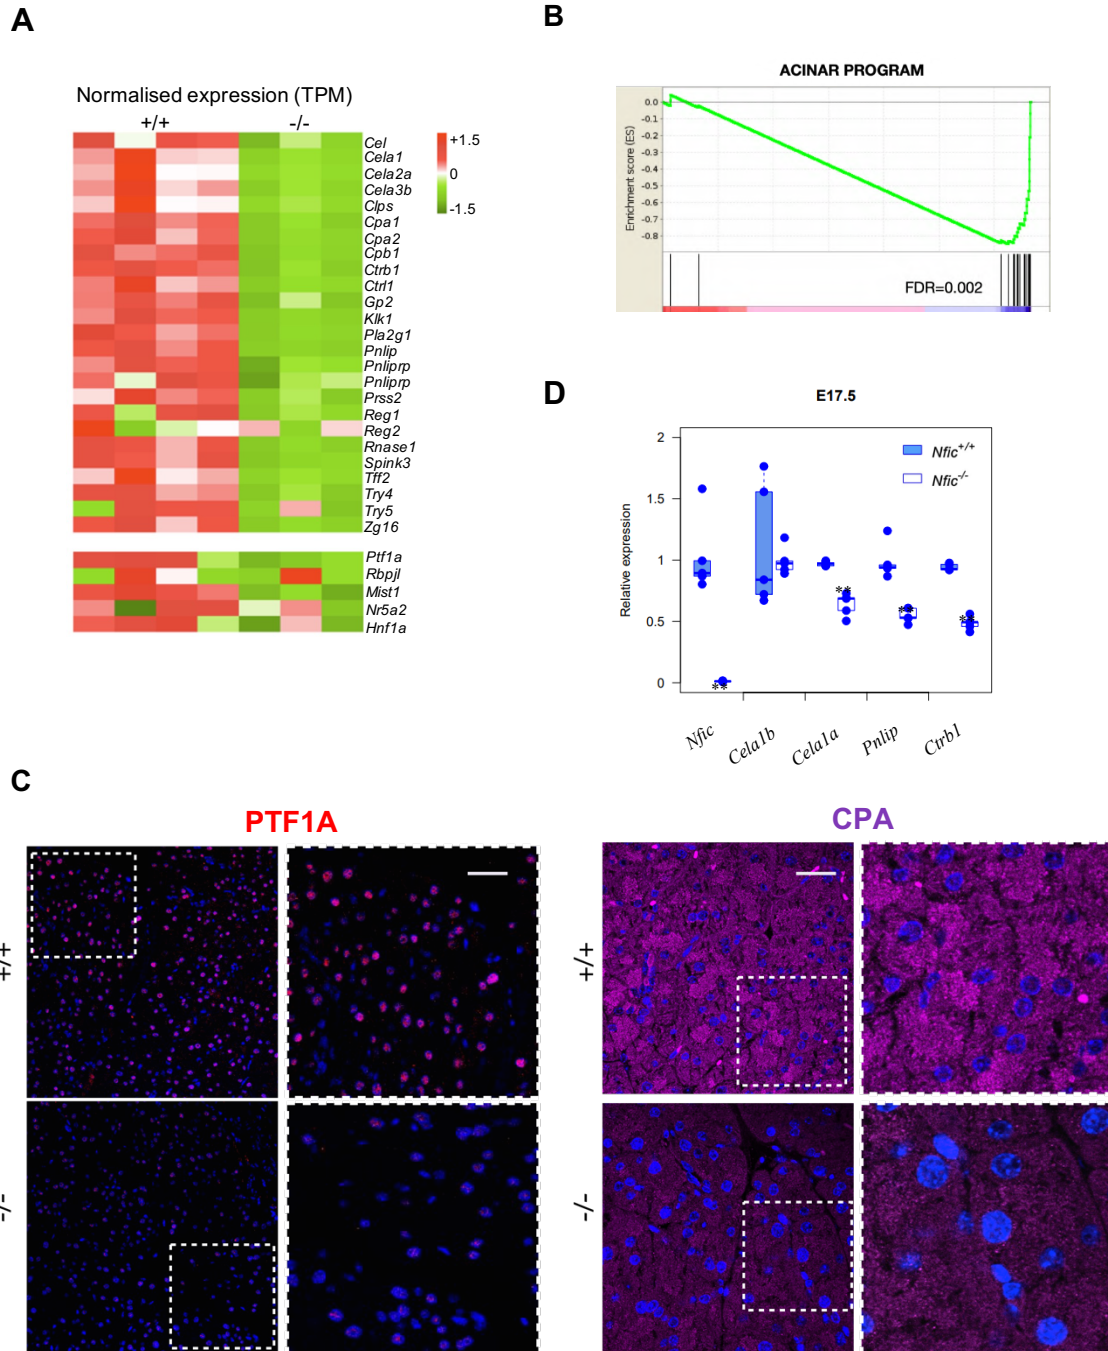 A
Normalised expression (TPM)
+/+ -/-
Cel
Cela1
Cela2a
Cela3b
Clps
Cpa1
Cpa2
Cpb1
Ctrb1
Ctrl1
Gp2
Klk1
Pla2g1
Pnlip
Pnliprp
Pnliprp
Prss2
Reg1
Reg2
Rnase1
Spink3
Tff2
Try4
Try5
Zg16
Ptf1a
Rbpjl
Mist1
Nr5a2
Hnf1a
+1.5
0
-1.5
B
ACINAR PROGRAM
Enrichment score (ES)
0.0
-0.1
-0.2
-0.3
-0.4
-0.5
-0.6
-0.7
-0.8
FDR=0.002
D
E17.5
Relative expression
2
1.5
1
0.5
0
Nfic+/+
Nfic-/-
**
**
**
**
Nfic
Cela1b
Cela1a
Pnlip
Ctrb1
C
PTF1A
+/+
-/-
CPA
+/+
-/-